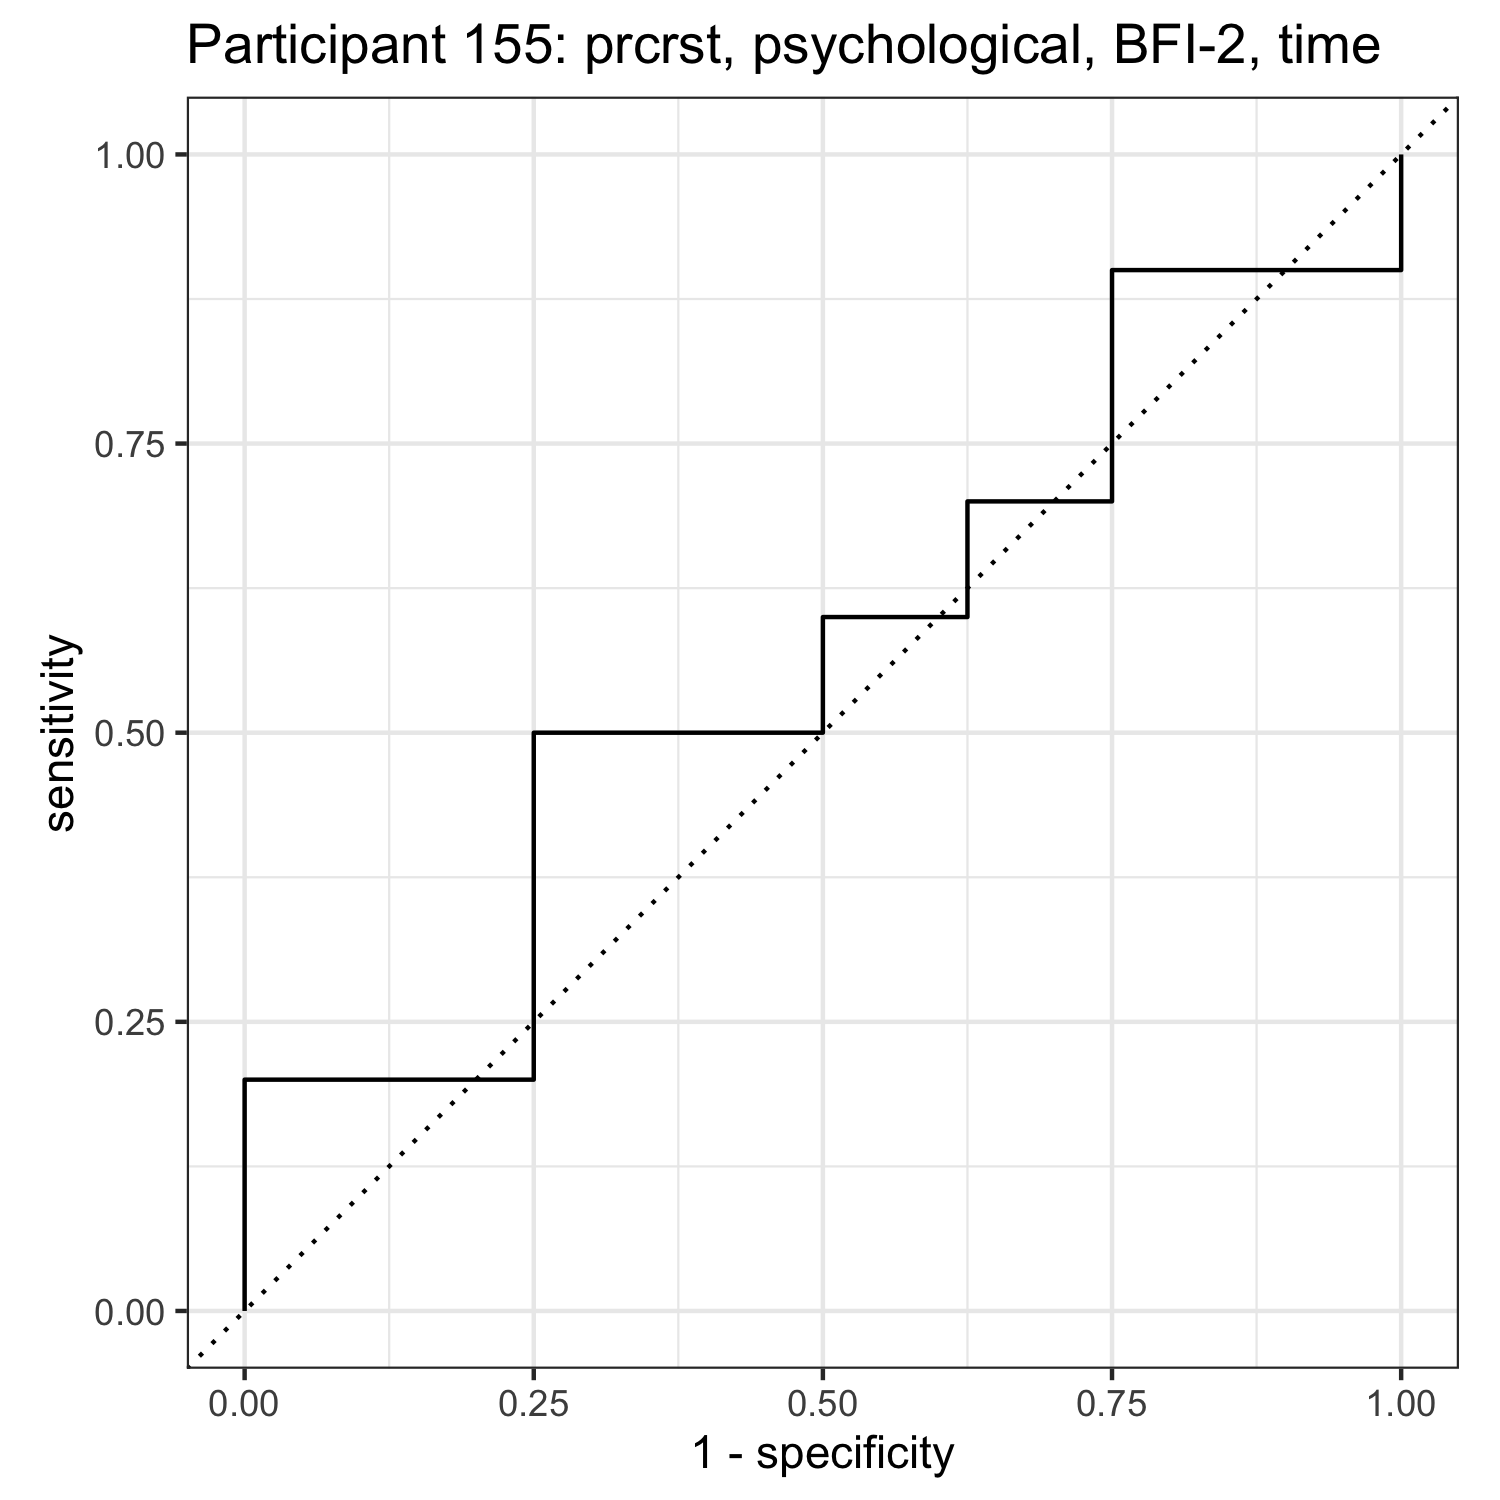 Participant 155: prcrst, psychological, BFI-2, time
1.00
0.75
0.50
0.25
0.00
sensitivity
0.00 0.25 0.50 0.75 1.00
1 - specificity